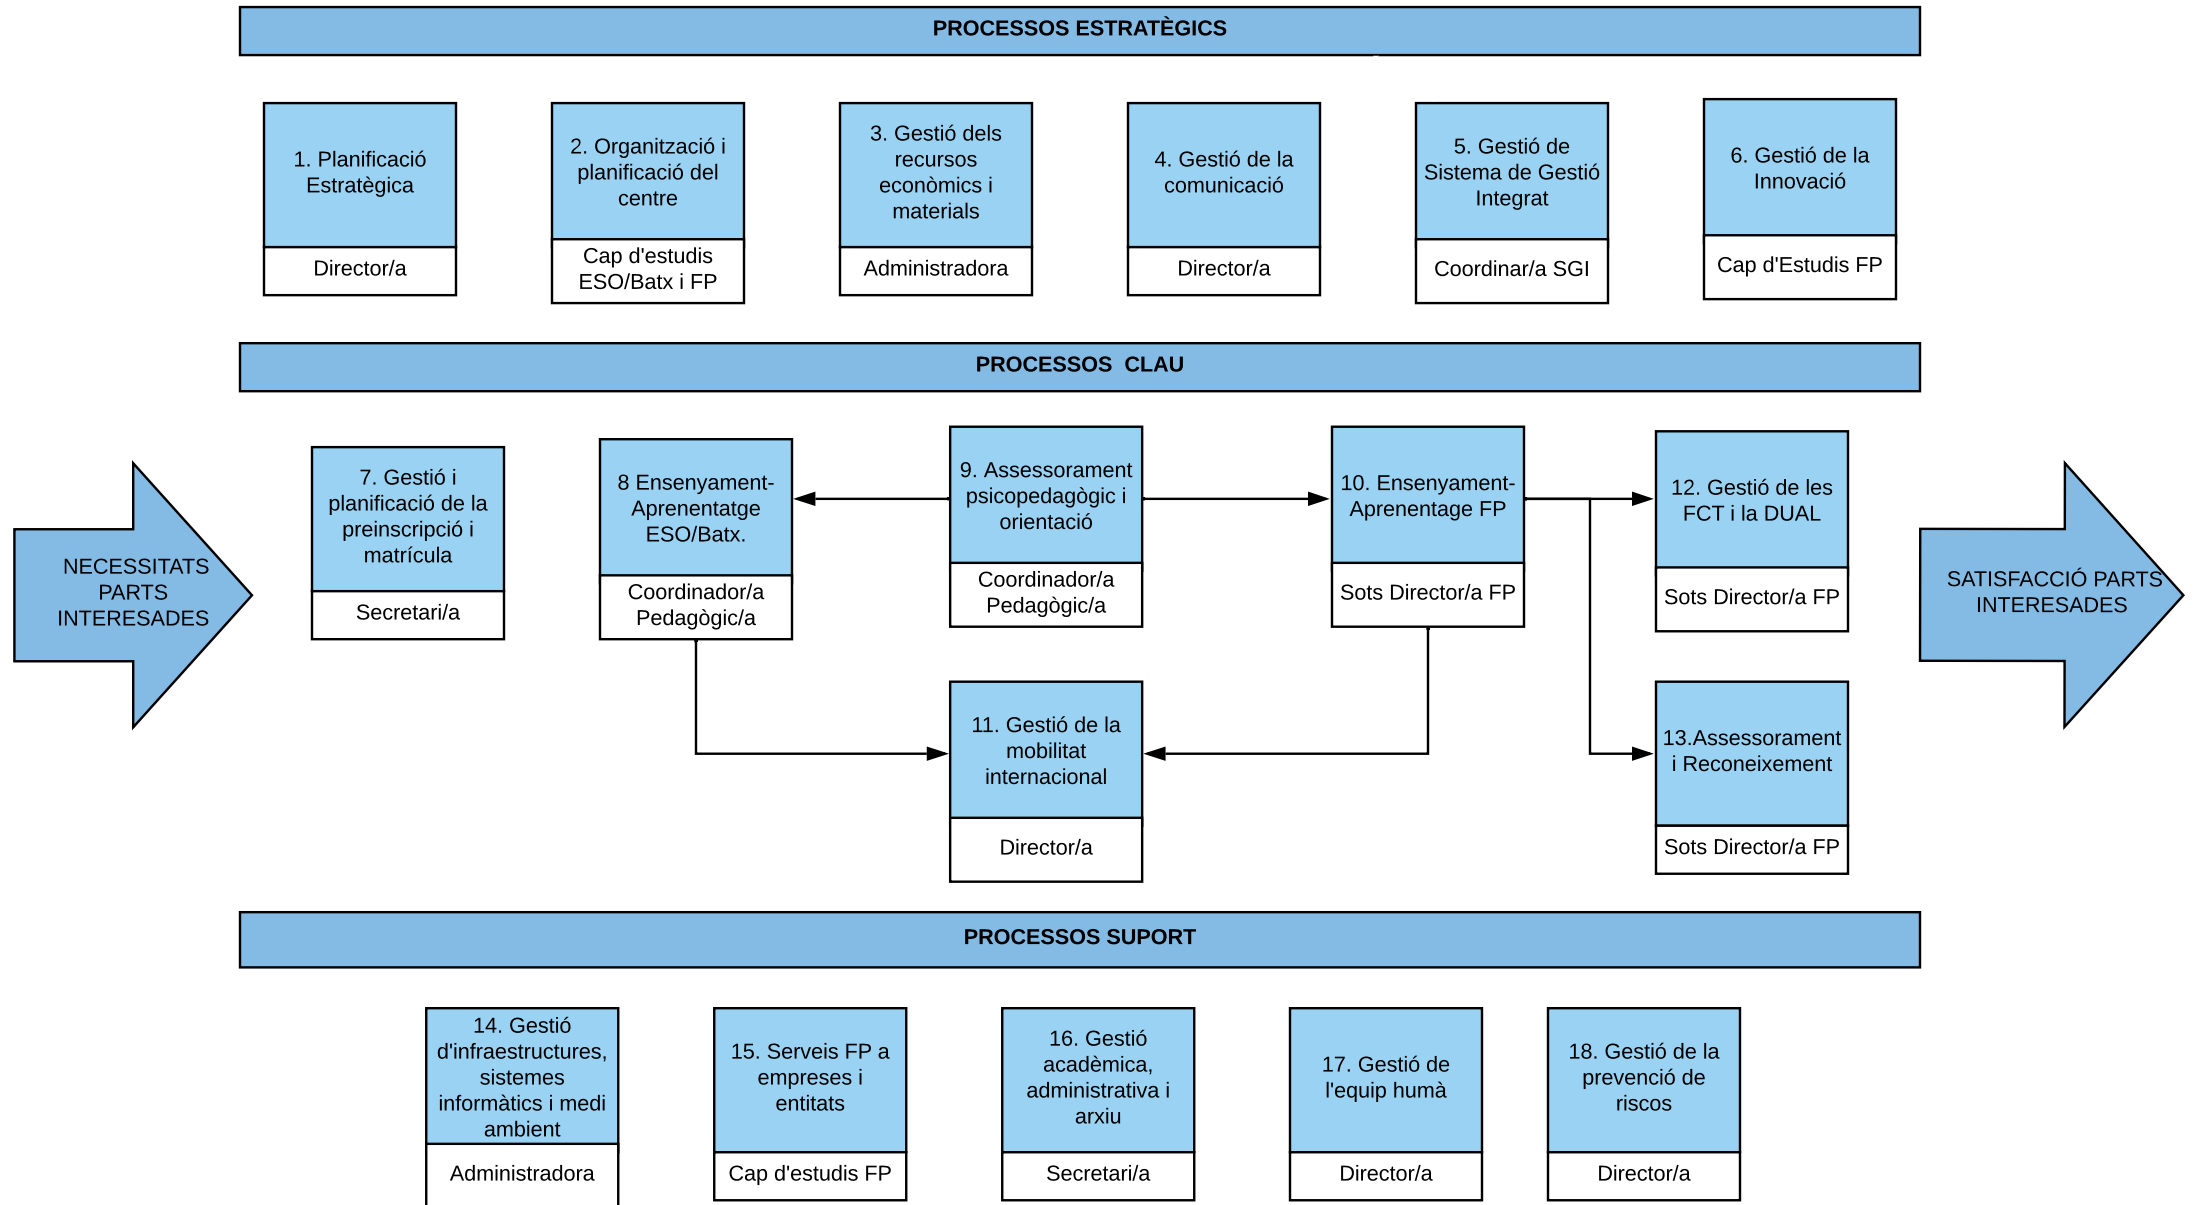 PROCESSOS ESTRATÈGICS
1. Planificació
Estratègica
Director/a
2. Organització i
planificació del
centre
Cap d'estudis
ESO/Batx i FP
3. Gestió dels
recursos
econòmics i
materials
Administradora
4. Gestió de la
comunicació
Director/a
5. Gestió de
Sistema de Gestió
Integrat
Coordinar/a SGI
6. Gestió de la
Innovació
Cap d'Estudis FP
PROCESSOS  CLAU
NECESSITATS
PARTS
INTERESADES
7. Gestió i
planificació de la
preinscripció i
matrícula
Secretari/a
8 Ensenyament-
Aprenentatge
ESO/Batx.
Coordinador/a
Pedagògic/a
9. Assessorament
psicopedagògic i
orientació
Coordinador/a
Pedagògic/a
10. Ensenyament-
Aprenentage FP
Sots Director/a FP
12. Gestió de les
FCT i la DUAL
Sots Director/a FP
11. Gestió de la
mobilitat
internacional
Director/a
13.Assessorament
i Reconeixement
Sots Director/a FP
SATISFACCIÓ PARTS
INTERESADES
PROCESSOS SUPORT
14. Gestió
d'infraestructures,
sistemes
informàtics i medi
ambient
Administradora
15. Serveis FP a
empreses i
entitats
Cap d'estudis FP
16. Gestió
acadèmica,
administrativa i
arxiu
Secretari/a
17. Gestió de
l'equip humà
Director/a
18. Gestió de la
prevenció de
riscos
Director/a